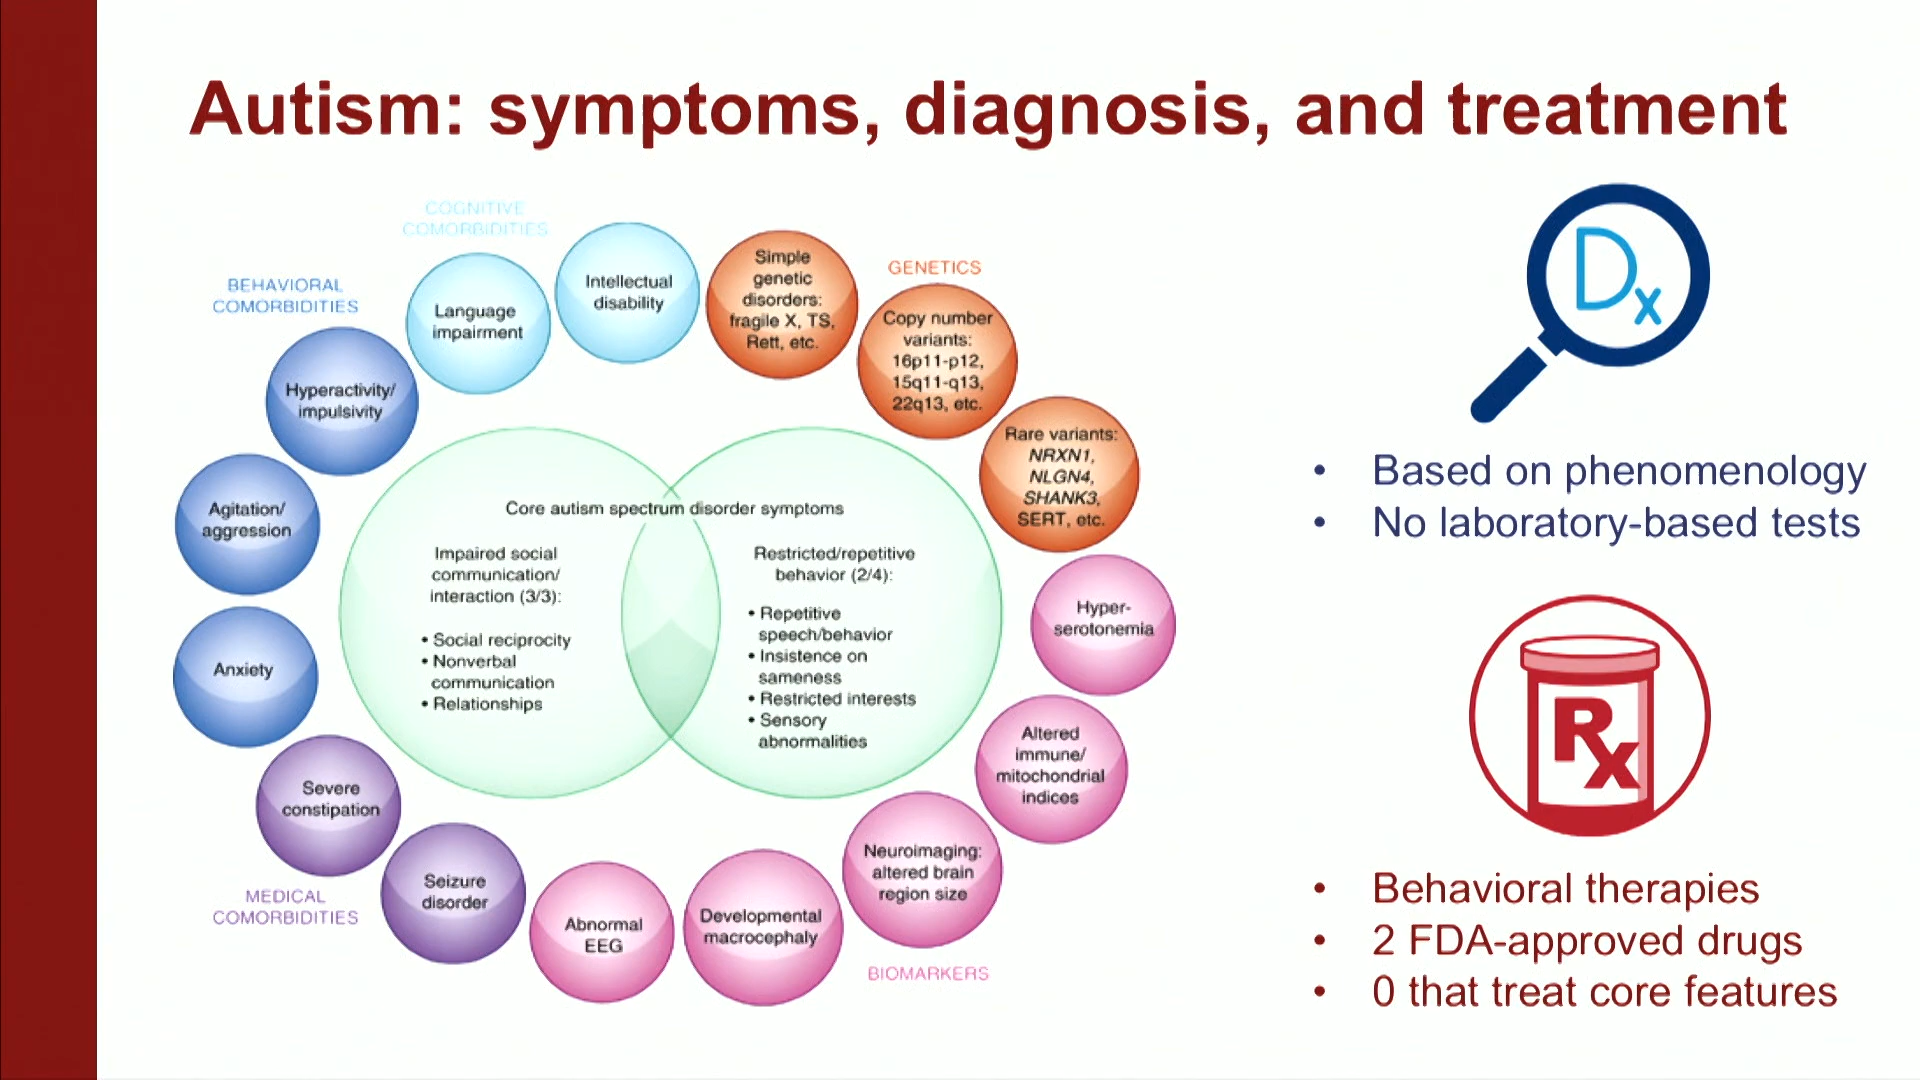 Autism: symptoms, diagnosis, and treatment
COGNITIVE
COMORBIDITIES
BEHAVIORAL
COMORBIDITIES
Language
impairment
Intellectual
disability
Simple
genetic
disorders:
fragile X, TS,
Rett, etc.
GENETICS
Copy number
variants:
16p11-p12,
15q11-q13,
22q13, etc.
Rare variants:
NRXN1,
NLGN4,
SHANK3,
SERT, etc.
Hyperactivity/
impulsivity
Agitation/
aggression
Anxiety
Severe
constipation
MEDICAL
COMORBIDITIES
Seizure
disorder
Abnormal
EEG
Developmental
macrocephaly
Neuroimaging:
altered brain
region size
BIOMARKERS
Altered
immune/
mitochondrial
indices
Hyper-
serotonemia
Core autism spectrum disorder symptoms
Impaired social
communication/
interaction (3/3):
• Social reciprocity
• Nonverbal
communication
• Relationships
Restricted/repetitive
behavior (2/4):
• Repetitive
speech/behavior
• Insistence on
sameness
• Restricted interests
• Sensory
abnormalities
Dx
• Based on phenomenology
• No laboratory-based tests
Rx
• Behavioral therapies
• 2 FDA-approved drugs
• 0 that treat core features